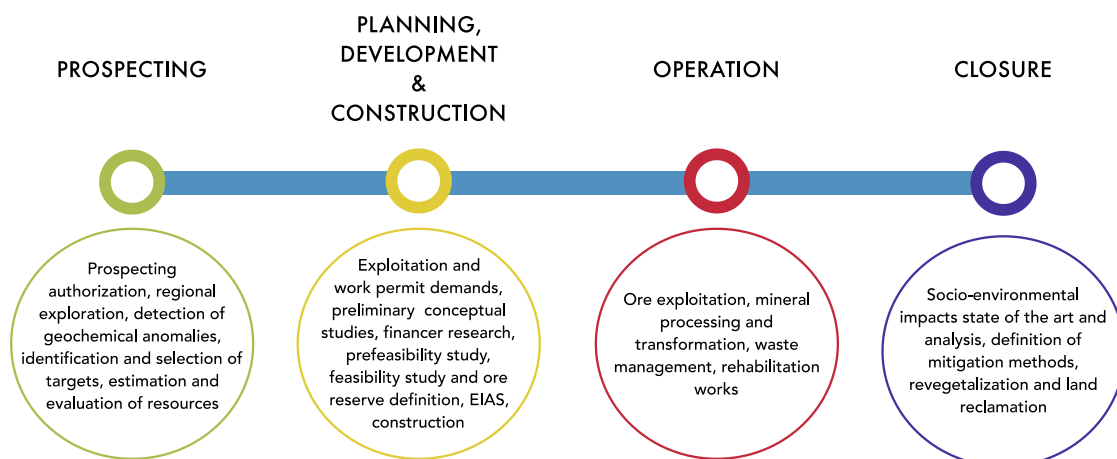 PROSPECTING
PLANNING,
DEVELOPMENT
&
CONSTRUCTION
OPERATION
CLOSURE
Prospecting
authorization, regional
exploration, detection of
geochemical anomalies,
identification and selection of
targets, estimation and
evaluation of resources
Exploitation and
work permit demands,
preliminary conceptual
studies, financer research,
prefeasibility study,
feasibility study and ore
reserve definition, EIAS,
construction
Ore exploitation, mineral
processing and
transformation, waste
management, rehabilitation
works
Socio-environmental
impacts state of the art and
analysis, definition of
mitigation methods,
revegetalization and land
reclamation